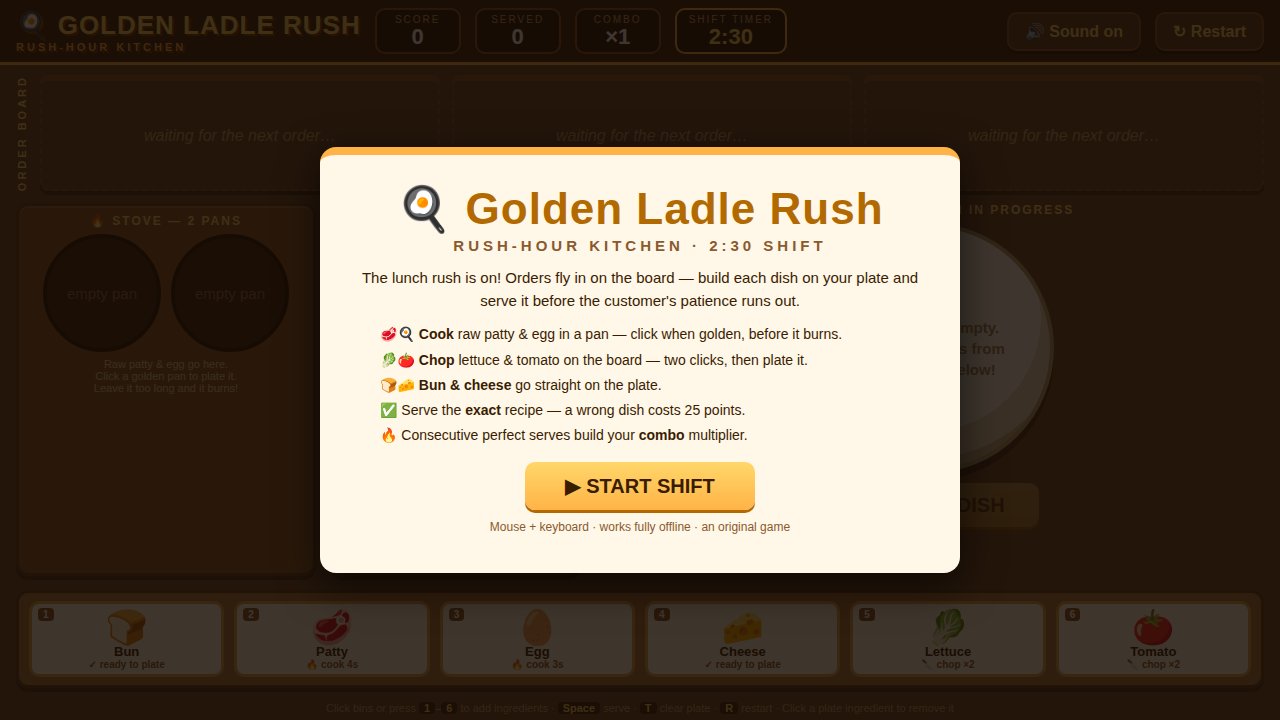 GOLDEN LADLE RUSH
RUSH-HOUR KITCHEN
SCORE
0
SERVED
0
COMBO
×1
SHIFT TIMER
2:30
Sound on
↻ Restart
ORDER BOARD
waiting for the next order…
waiting for the next order…
waiting for the next order…
STOVE — 2 PANS
empty pan
empty pan
Raw patty & egg go here.
Click a golden pan to plate it.
Leave it too long and it burns!
IN PROGRESS
s from
DISH
Golden Ladle Rush
RUSH-HOUR KITCHEN · 2:30 SHIFT
The lunch rush is on! Orders fly in on the board — build each dish on your plate and
serve it before the customer's patience runs out.
Cook raw patty & egg in a pan — click when golden, before it burns.
Chop lettuce & tomato on the board — two clicks, then plate it.
Bun & cheese go straight on the plate.
✅ Serve the exact recipe — a wrong dish costs 25 points.
Consecutive perfect serves build your combo multiplier.
▶ START SHIFT
Mouse + keyboard · works fully offline · an original game
1
Bun
✓ ready to plate
2
Patty
cook 4s
3
Egg
cook 3s
4
Cheese
✓ ready to plate
5
Lettuce
chop ×2
6
Tomato
chop ×2
Click bins or press 1–6 to add ingredients · Space serve · T clear plate · R restart · Click a plate ingredient to remove it